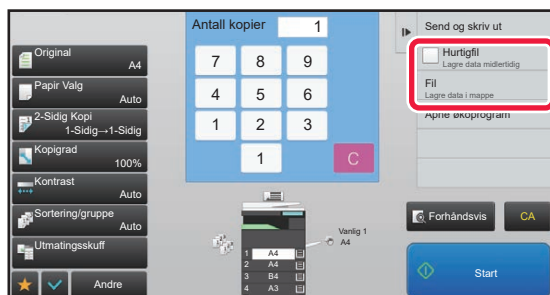 Antall kopier
1
Send og skriv ut
Original
A4
Hurtigfil
Lagre data midlertidig
7 8 9
Papir Valg
Auto
Fil
Lagre data i mappe
4 5 6
Åpne økoprogram
2-Sidig Kopi
1-Sidig→1-Sidig
1 2 3
Kopigrad
100%
1 C
Kontrast
Auto
Sortering/gruppe
Auto
Forhåndsvis CA
Vanlig 1
A4
Utmatingsskuff
1 A4
2 A4
3 B4
4 A3
Start
Andre